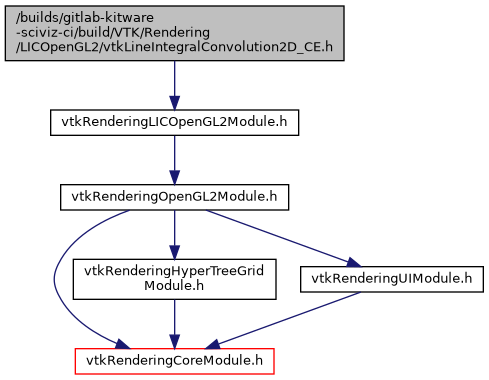 /builds/gitlab-kitware
-sciviz-ci/build/VTK/Rendering
/LICOpenGL2/vtkLineIntegralConvolution2D_CE.h
vtkRenderingLICOpenGL2Module.h
vtkRenderingOpenGL2Module.h
vtkRenderingHyperTreeGrid
Module.h
vtkRenderingUIModule.h
vtkRenderingCoreModule.h